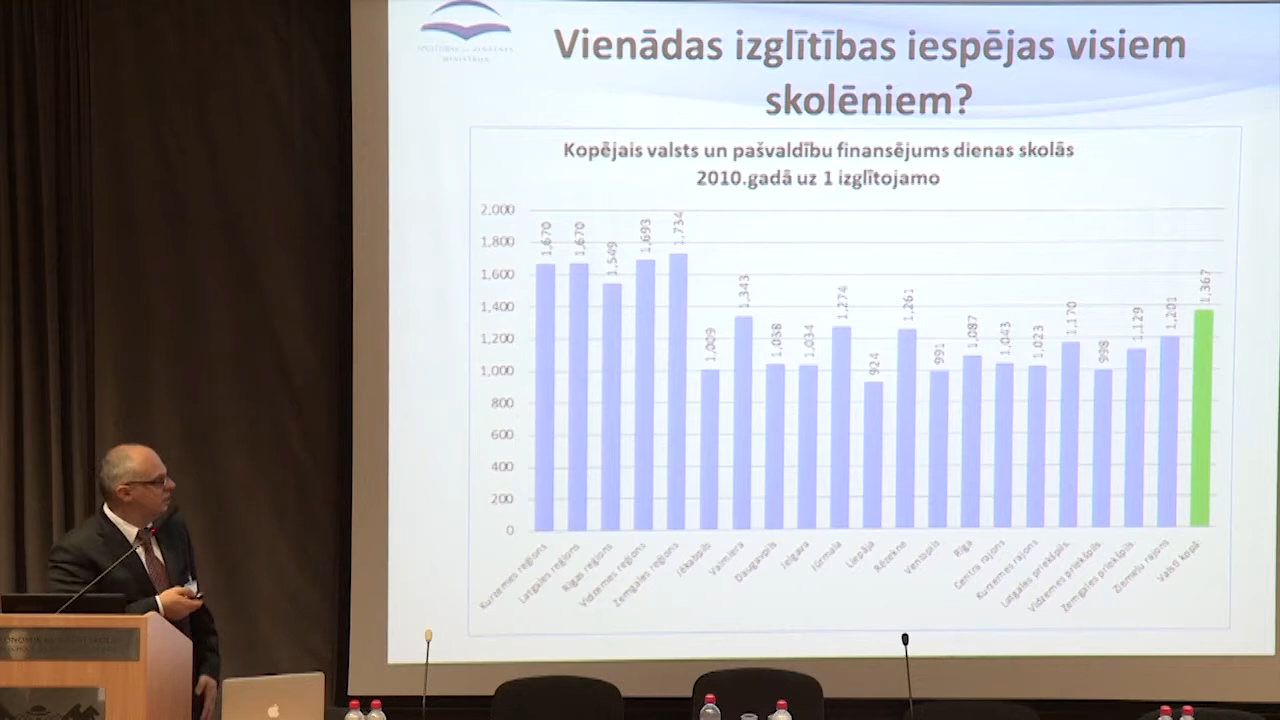 IZGLĪTĪBAS UN ZINĀTNES
MINISTRIJA
Vienādas izglītības iespējas visiem
skolēniem?
Kopējais valsts un pašvaldību finansējums dienas skolās
2010.gadā uz 1 izglītojamo
2,000
1,800
1,600
1,400
1,200
1,000
800
600
400
200
0
1,670
1,670
1,549
1,693
1,734
1,009
1,343
1,038
1,034
1,274
924
1,261
991
1,087
1,043
1,023
1,170
998
1,129
1,201
1,367
Kurzemes reģions
Latgales reģions
Rīgas reģions
Vidzemes reģions
Zemgales reģions
Jēkabpils
Valmiera
Daugavpils
Jelgava
Jūrmala
Liepāja
Rēzekne
Ventspils
Rīga
Centra rajons
Kurzemes rajons
Latgales priekšpils.
Vidzemes priekšpils.
Zemgales priekšpils.
Ziemeļu rajons
Valstī kopā